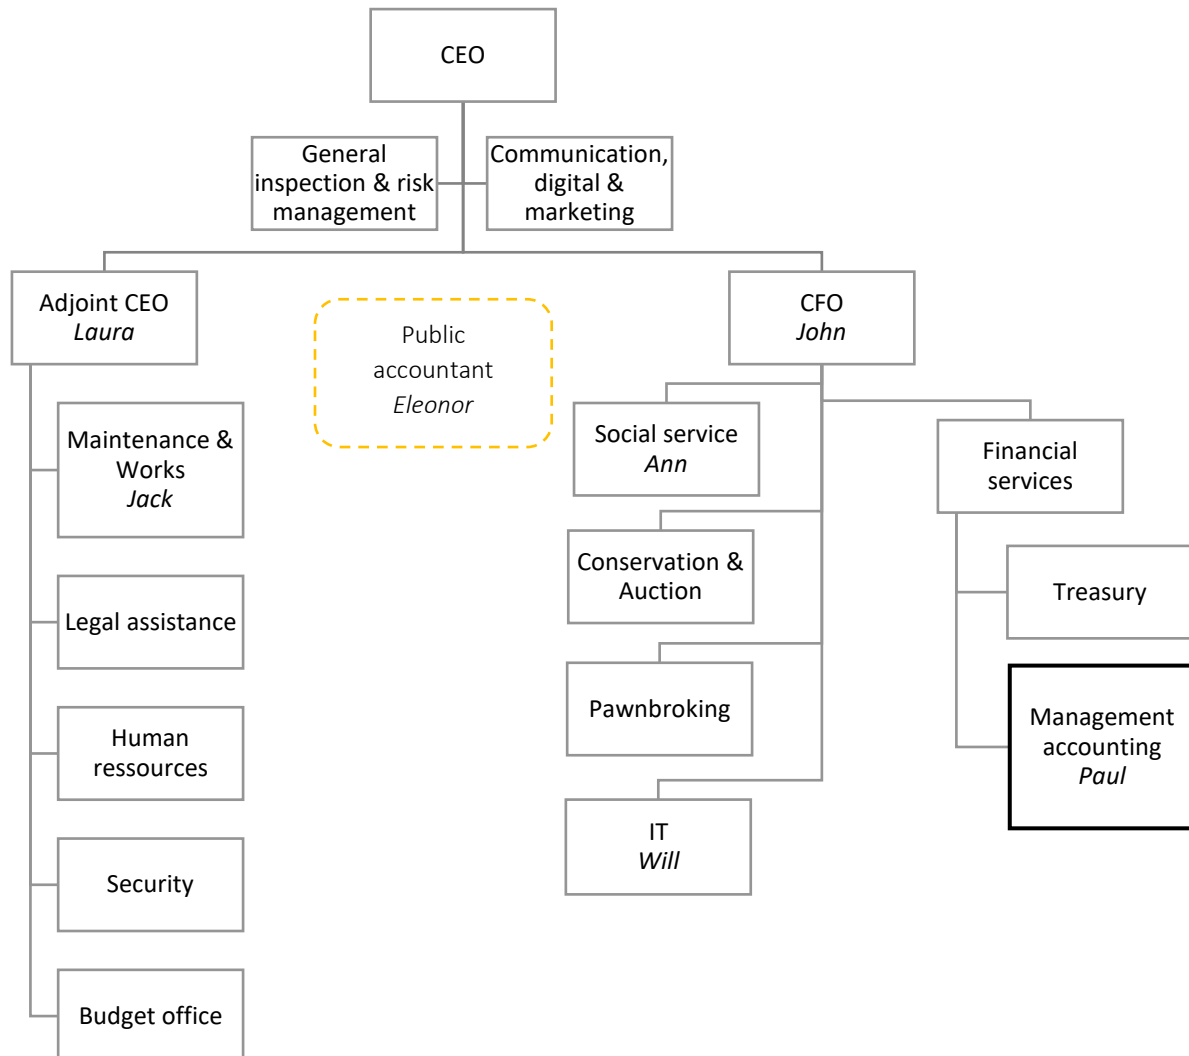 CEO
General
inspection & risk
management
Communication,
digital &
marketing
Adjoint CEO
Laura
Public
accountant
Eleonor
CFO
John
Maintenance &
Works
Jack
Legal assistance
Human
ressources
Security
Budget office
Social service
Ann
Conservation &
Auction
Pawnbroking
IT
Will
Financial
services
Treasury
Management
accounting
Paul